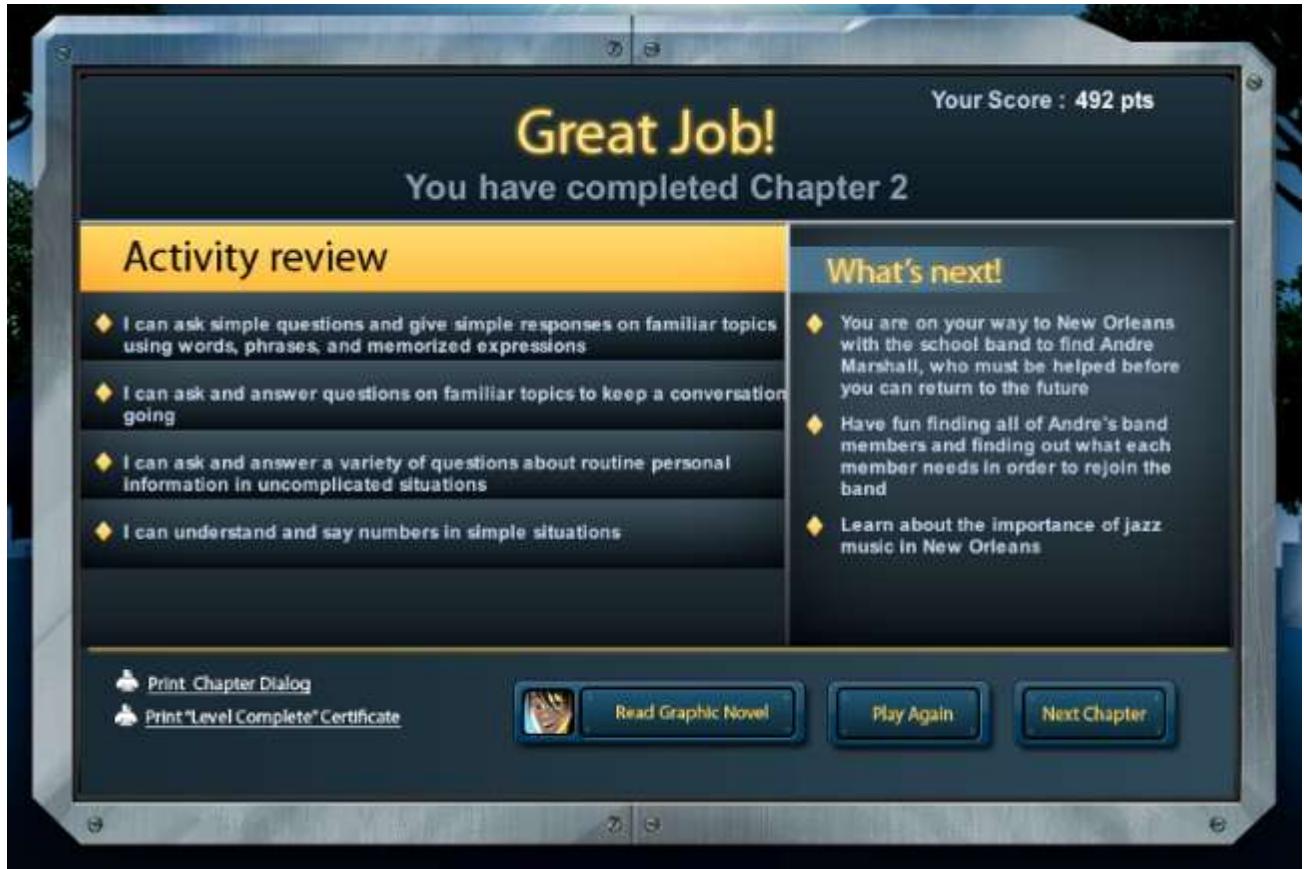 Your Score : 492 pts
Great Job!
You have completed Chapter 2
Activity review
I can ask simple questions and give simple responses on familiar topics
using words, phrases, and memorized expressions
I can ask and answer questions on familiar topics to keep a conversation
going
I can ask and answer a variety of questions about routine personal
information in uncomplicated situations
I can understand and say numbers in simple situations
What's next!
You are on your way to New Orleans
with the school band to find Andre
Marshall, who must be helped before
you can return to the future
Have fun finding all of Andre's band
members and finding out what each
member needs in order to rejoin the
band
Learn about the importance of jazz
music in New Orleans
Print Chapter Dialog
Print "Level Complete" Certificate
Read Graphic Novel
Play Again
Next Chapter